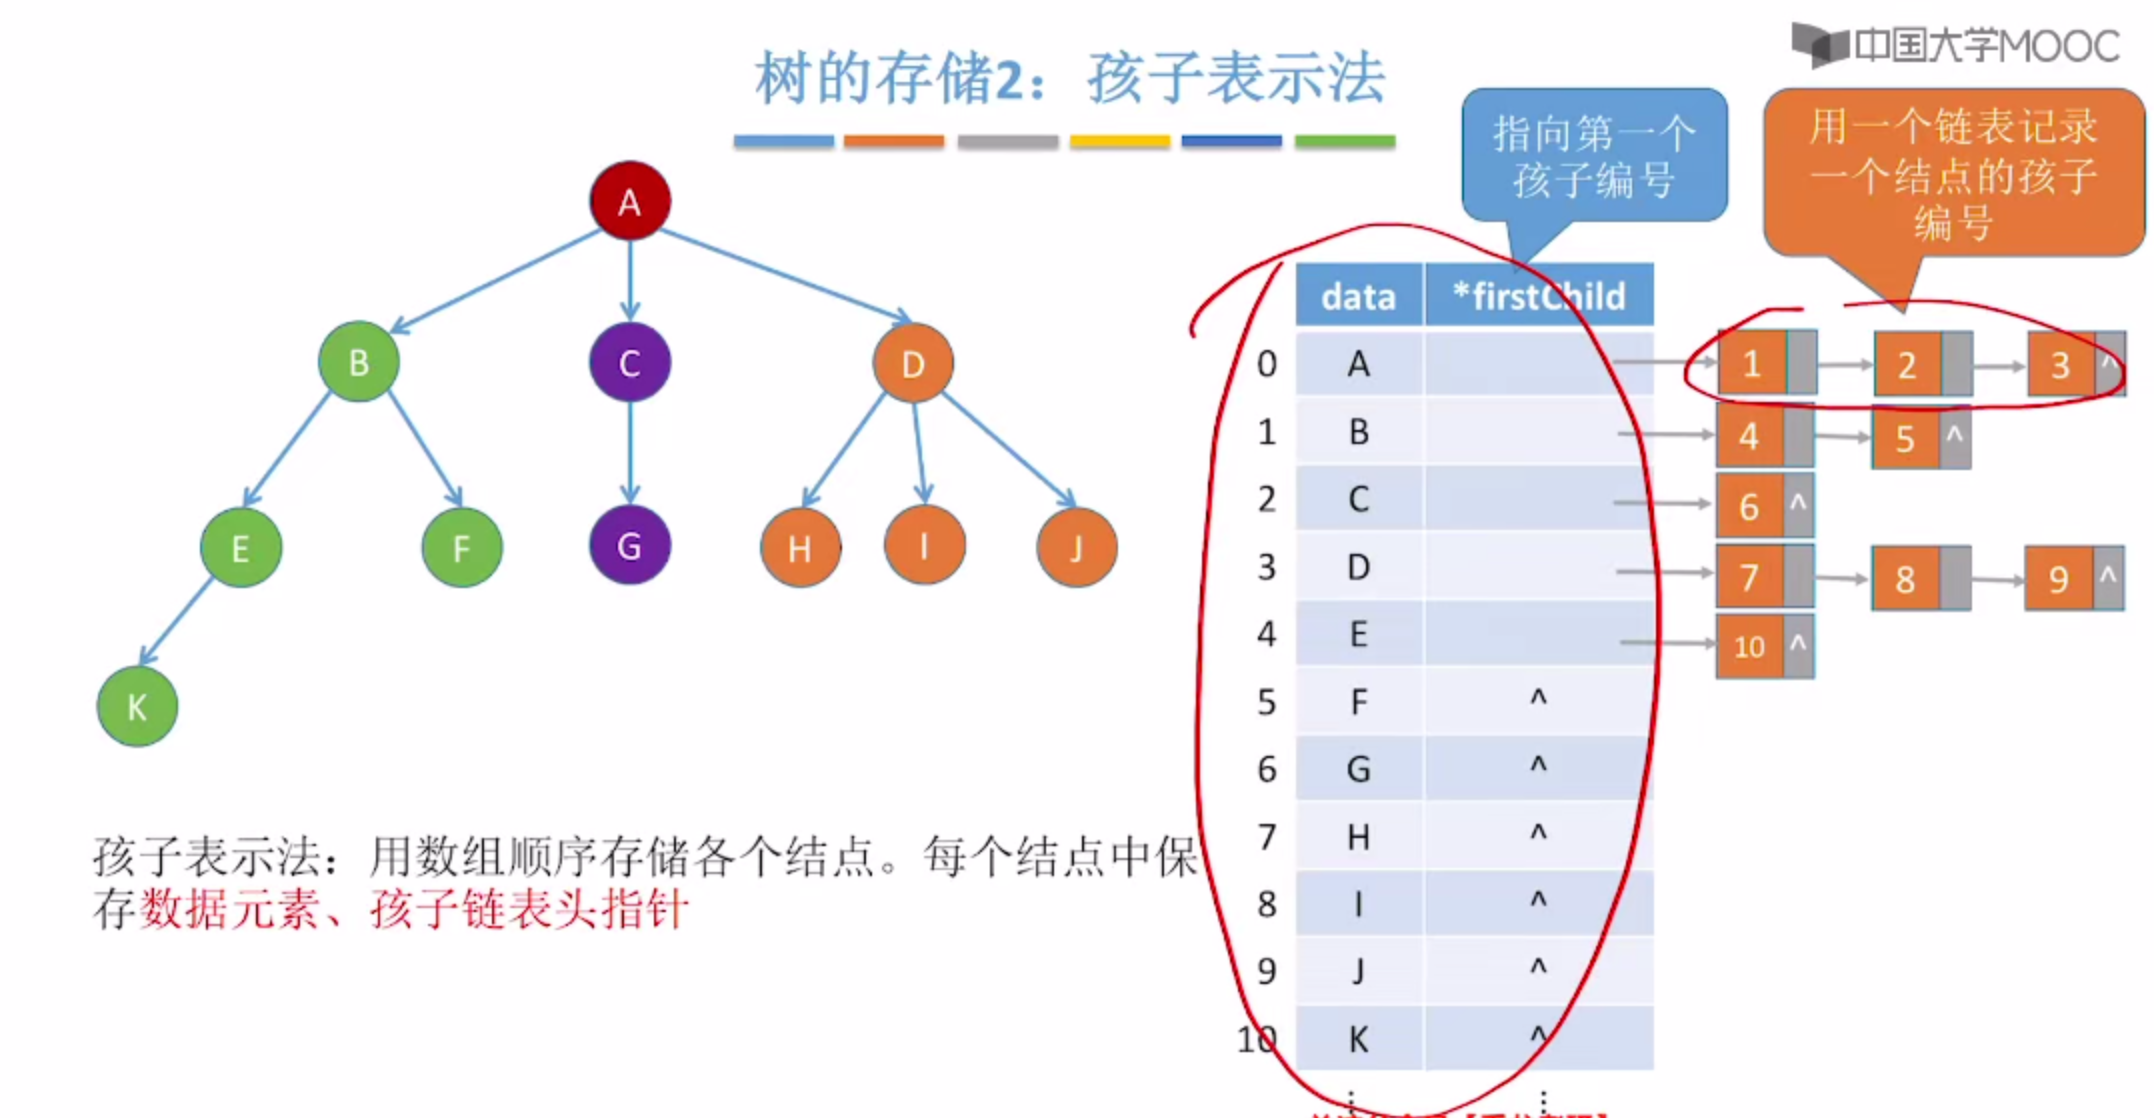 中国大学MOOC
树的存储2：孩子表示法
指向第一个
孩子编号
用一个链表记录
一个结点的孩子
编号
A
B C D
E F G H I J
K
data *firstChild
0 A 1 2 3 ^
1 B 4 5 ^
2 C 6 ^
3 D 7 8 9 ^
4 E 10 ^
5 F ^
6 G ^
7 H ^
8 I ^
9 J ^
10 K ^
孩子表示法：用数组顺序存储各个结点。每个结点中保
存数据元素、孩子链表头指针